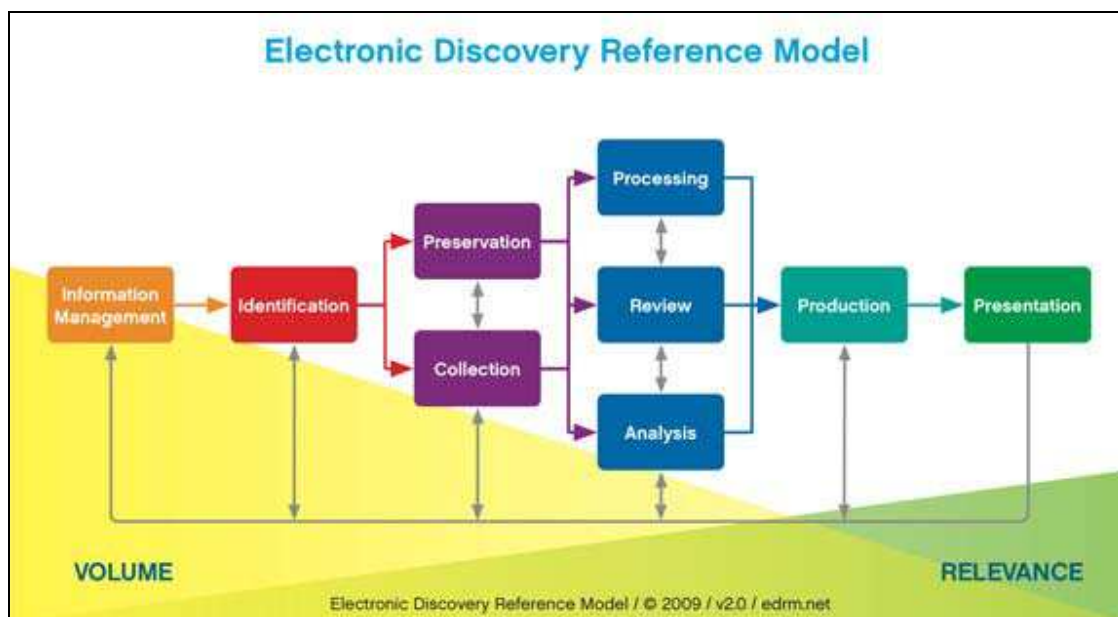 Electronic Discovery Reference Model
Processing
Preservation
Information
Management
Identification
Review
Production
Presentation
Collection
Analysis
VOLUME
RELEVANCE
Electronic Discovery Reference Model / © 2009 / v2.0 / edrm.net